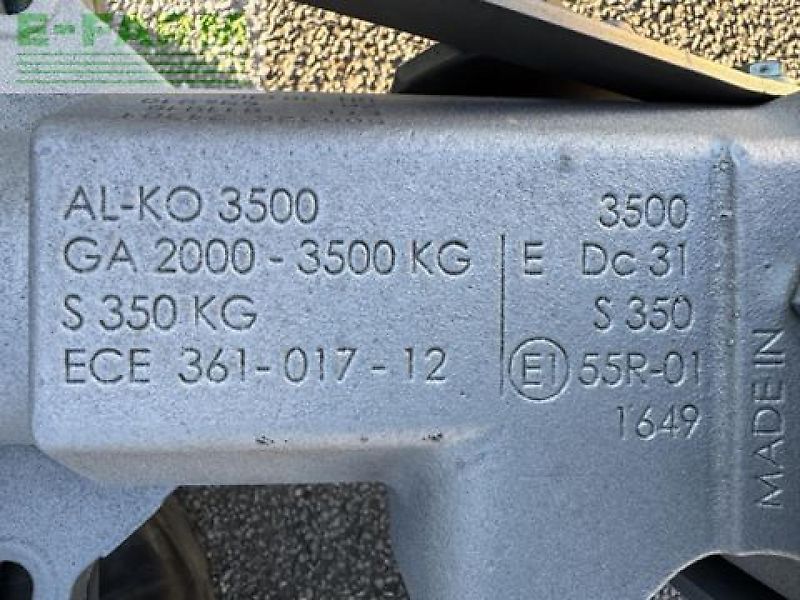 E-FA
AL-KO 3500
GA 2000 - 3500 KG
S 350 KG
ECE 361-017-12
3500
E Dc 31
S 350
E1 55R-01
1649
MADE IN